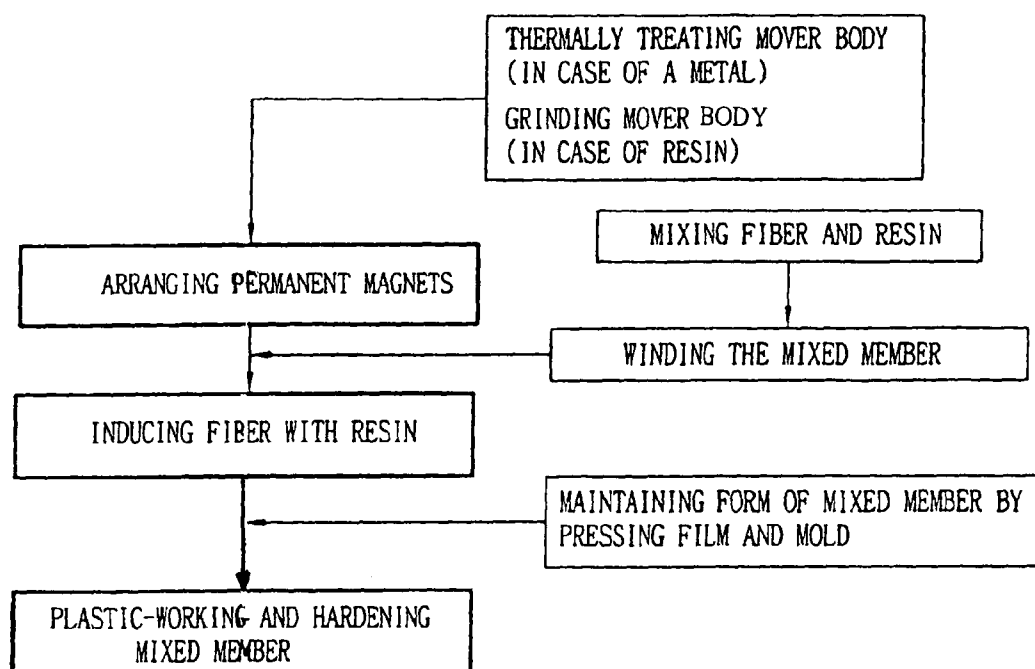 THERMALLY TREATING MOVER BODY
(IN CASE OF A METAL)
GRINDING MOVER BODY
(IN CASE OF RESIN)
MIXING FIBER AND RESIN
ARRANGING PERMANENT MAGNETS
WINDING THE MIXED MEMBER
INDUCING FIBER WITH RESIN
MAINTAINING FORM OF MIXED MEMBER BY
PRESSING FILM AND MOLD
PLASTIC-WORKING AND HARDENING
MIXED MEMBER